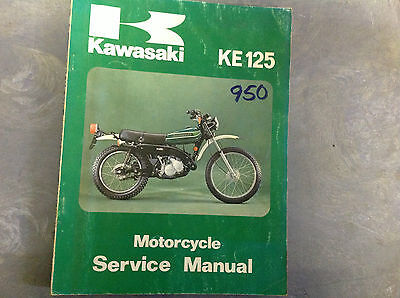 Kawasaki
KE125
950
Motorcycle
Service Manual